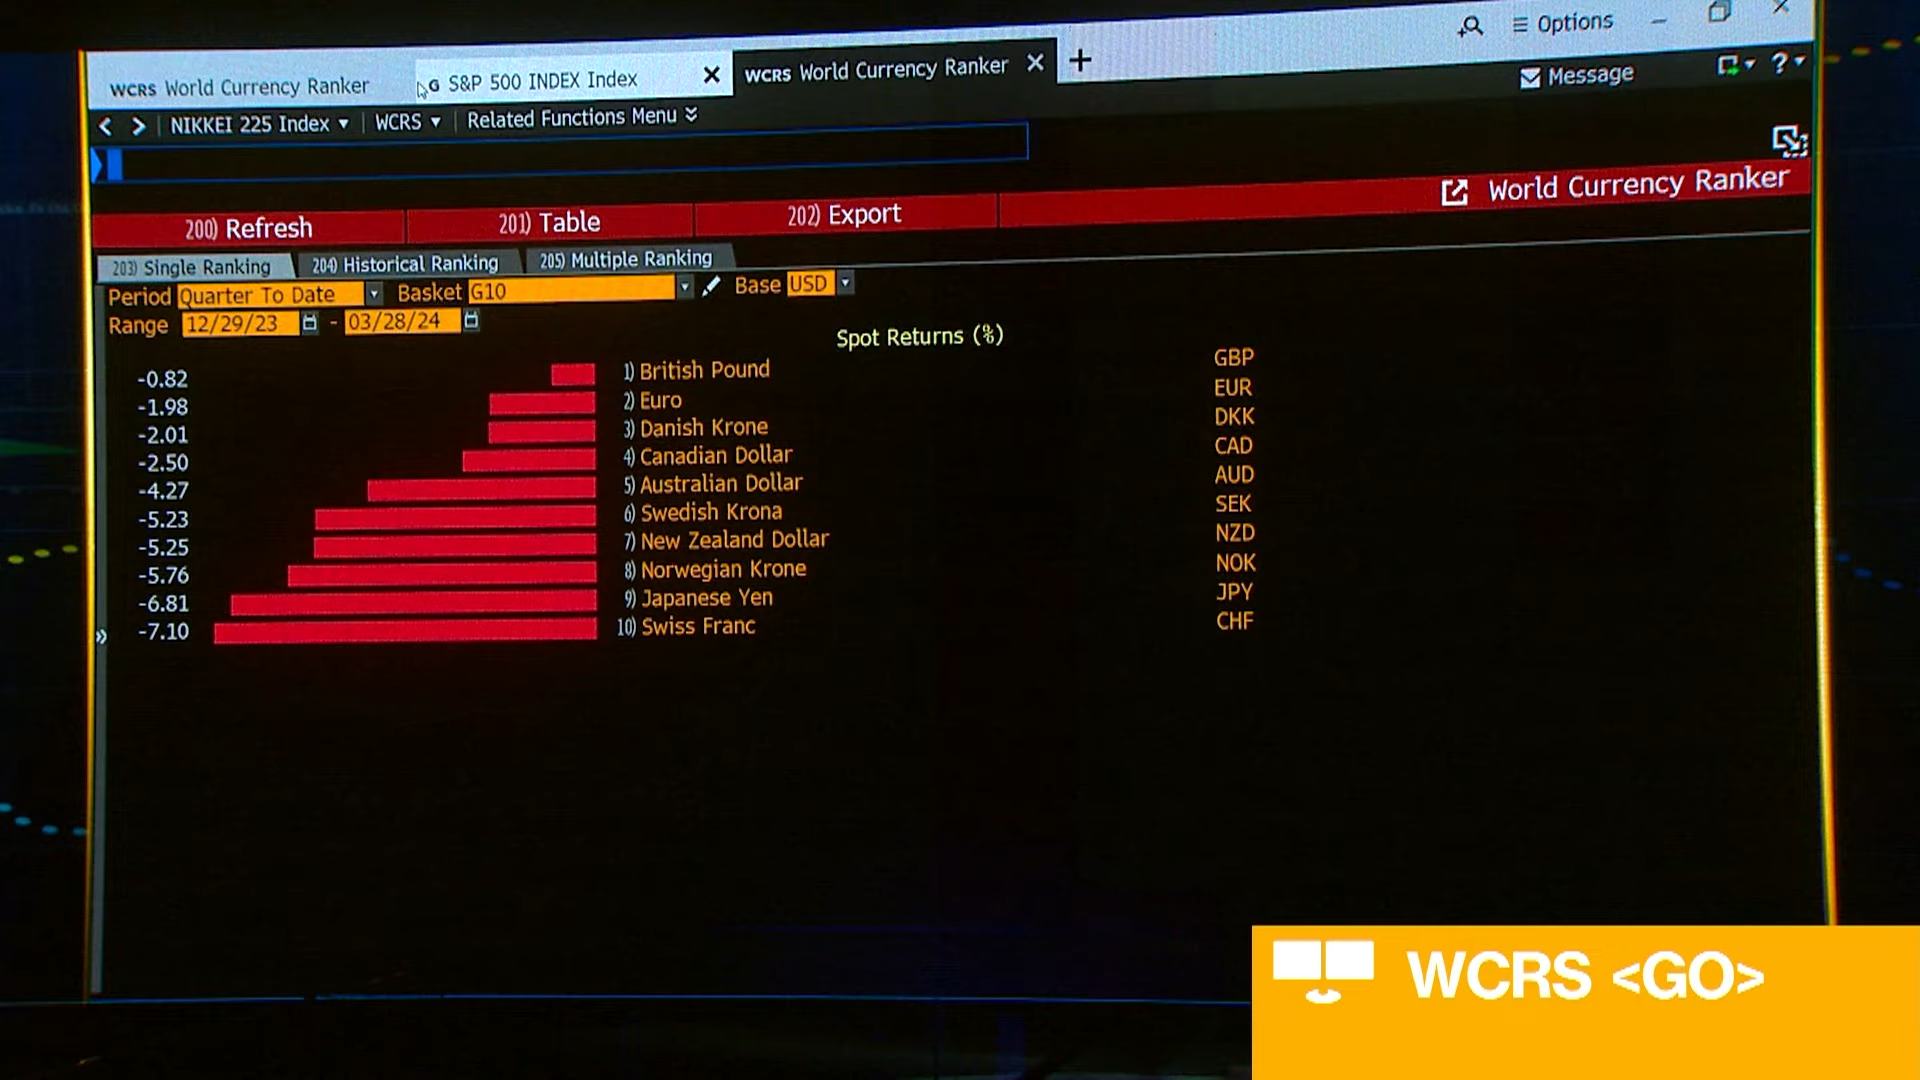 WCRS World Currency Ranker
G S&P 500 INDEX Index
WCRS World Currency Ranker
Options
NIKKEI 225 Index
WCRS
Related Functions Menu
Message
?
World Currency Ranker
200) Refresh
201) Table
202) Export
203) Single Ranking
204) Historical Ranking
205) Multiple Ranking
Period Quarter To Date
Basket G10
Base USD
Range 12/29/23 - 03/28/24
Spot Returns (%)
-0.82 1) British Pound GBP
-1.98 2) Euro EUR
-2.01 3) Danish Krone DKK
-2.50 4) Canadian Dollar CAD
-4.27 5) Australian Dollar AUD
-5.23 6) Swedish Krona SEK
-5.25 7) New Zealand Dollar NZD
-5.76 8) Norwegian Krone NOK
-6.81 9) Japanese Yen JPY
-7.10 10) Swiss Franc CHF
WCRS <GO>